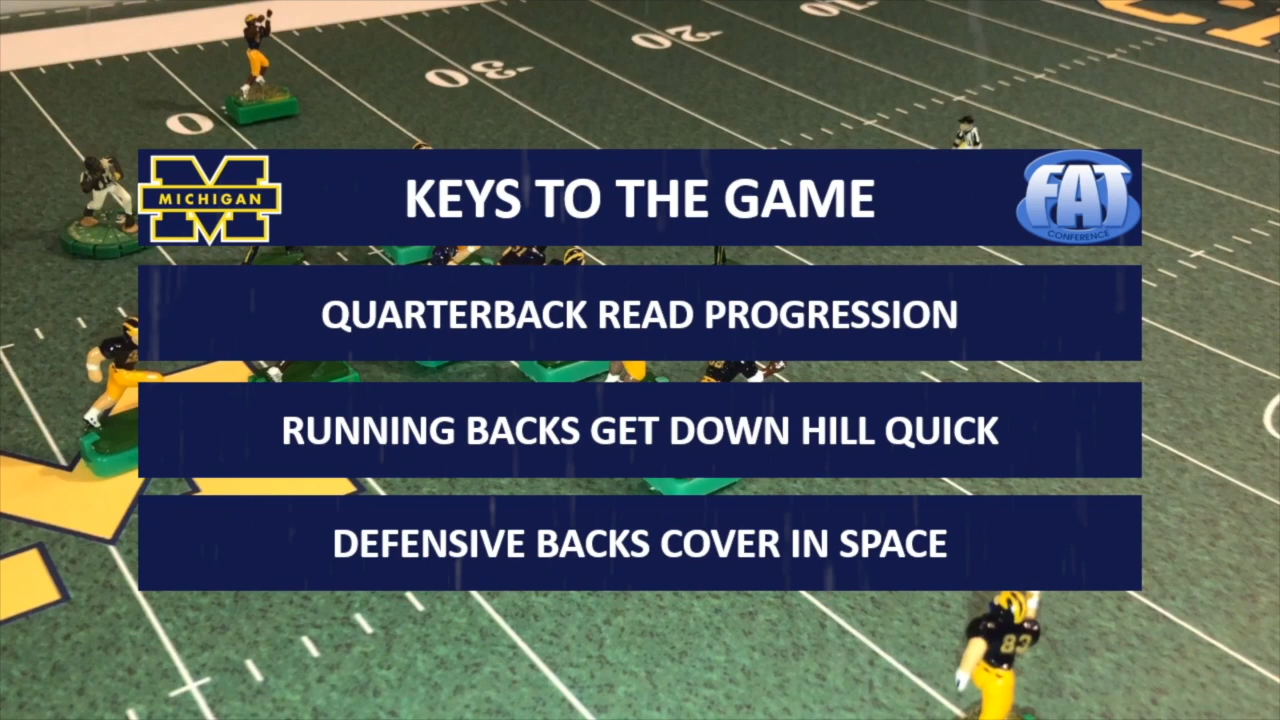 0
30
20
10
MICHIGAN
KEYS TO THE GAME
FAT
CONFERENCE
QUARTERBACK READ PROGRESSION
RUNNING BACKS GET DOWN HILL QUICK
DEFENSIVE BACKS COVER IN SPACE
83